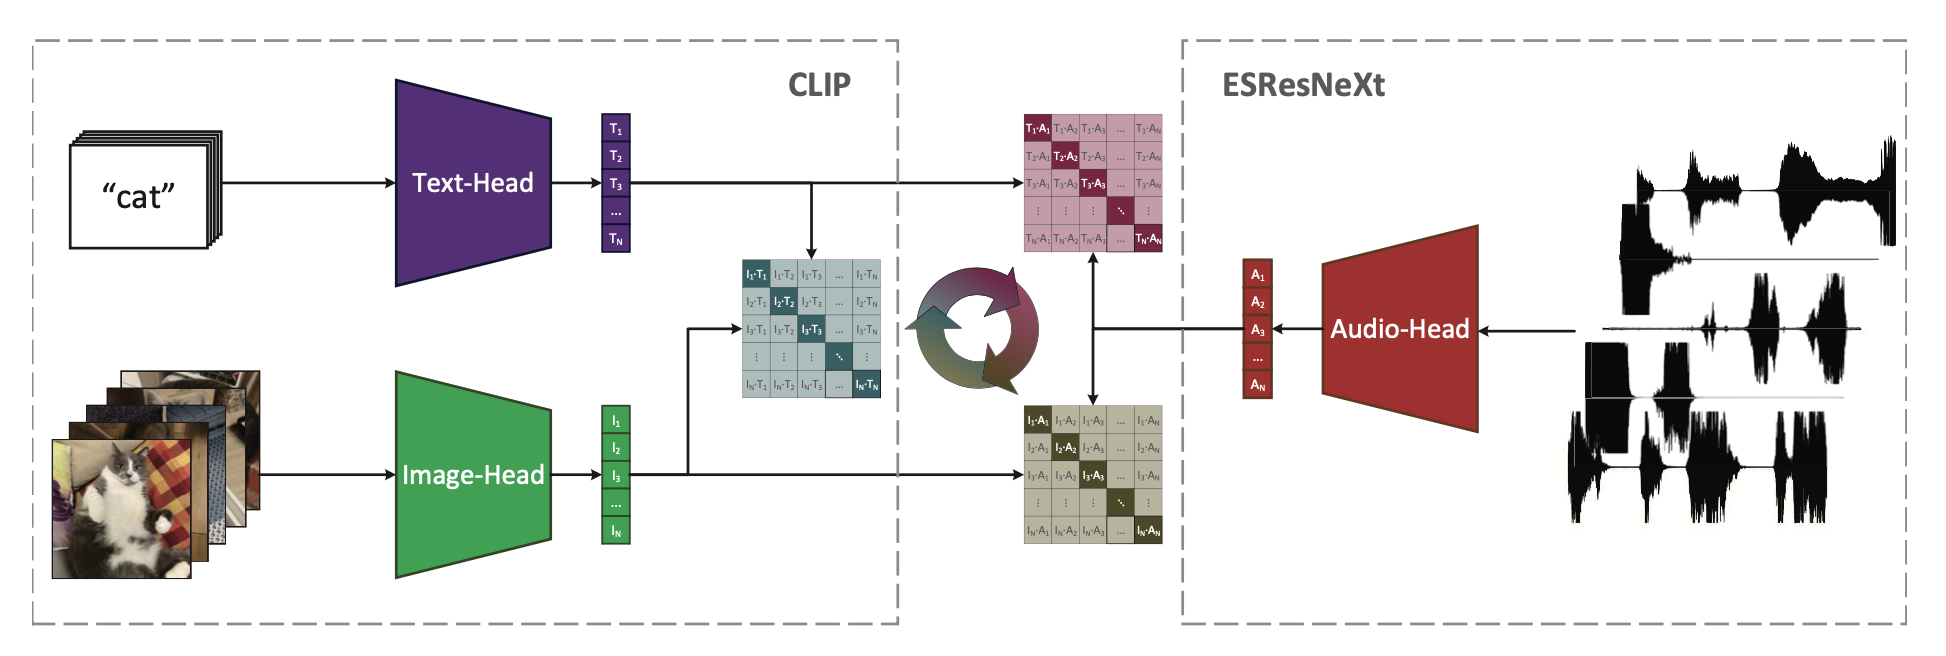 CLIP
ESResNeXt
“cat”
Text-Head
T₁
T₂
T₃
...
T_N
I₁·T₁ I₁·T₂ I₁·T₃ ... I₁·T_N
I₂·T₁ I₂·T₂ I₂·T₃ ... I₂·T_N
I₃·T₁ I₃·T₂ I₃·T₃ ... I₃·T_N
⋮ ⋮ ⋮ ⋱ ⋮
I_N·T₁ I_N·T₂ I_N·T₃ ... I_N·T_N
Image-Head
I₁
I₂
I₃
...
I_N
T₁·A₁ T₁·A₂ T₁·A₃ ... T₁·A_N
T₂·A₁ T₂·A₂ T₂·A₃ ... T₂·A_N
T₃·A₁ T₃·A₂ T₃·A₃ ... T₃·A_N
⋮ ⋮ ⋮ ⋱ ⋮
T_N·A₁ T_N·A₂ T_N·A₃ ... T_N·A_N
I₁·A₁ I₁·A₂ I₁·A₃ ... I₁·A_N
I₂·A₁ I₂·A₂ I₂·A₃ ... I₂·A_N
I₃·A₁ I₃·A₂ I₃·A₃ ... I₃·A_N
⋮ ⋮ ⋮ ⋱ ⋮
I_N·A₁ I_N·A₂ I_N·A₃ ... I_N·A_N
A₁
A₂
A₃
...
A_N
Audio-Head